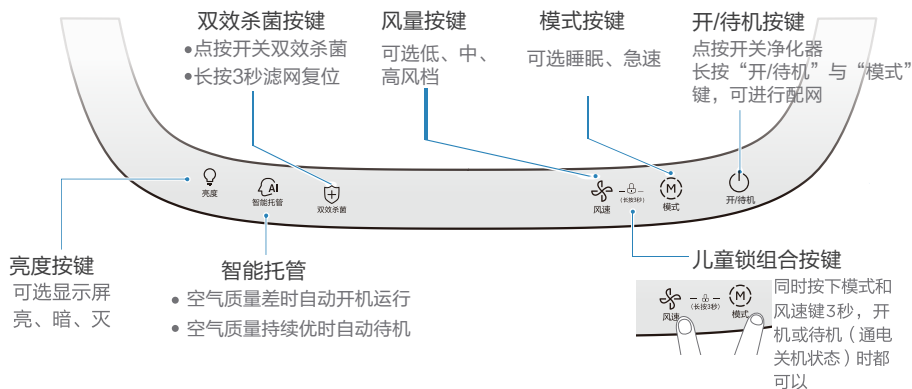 双效杀菌按键
•点按开关双效杀菌
•长按3秒滤网复位
风量按键
可选低、中、
高风档
模式按键
可选睡眠、急速
开/待机按键
点按开关净化器
长按“开/待机”与“模式”
键，可进行配网
亮度
AI
智能托管
双效杀菌
风速
(长按3秒)
M
模式
开/待机
亮度按键
可选显示屏
亮、暗、灭
智能托管
• 空气质量差时自动开机运行
• 空气质量持续优时自动待机
儿童锁组合按键
风速
(长按3秒)
M
模式
同时按下模式和
风速键3秒，开
机或待机（通电
关机状态）时都
可以